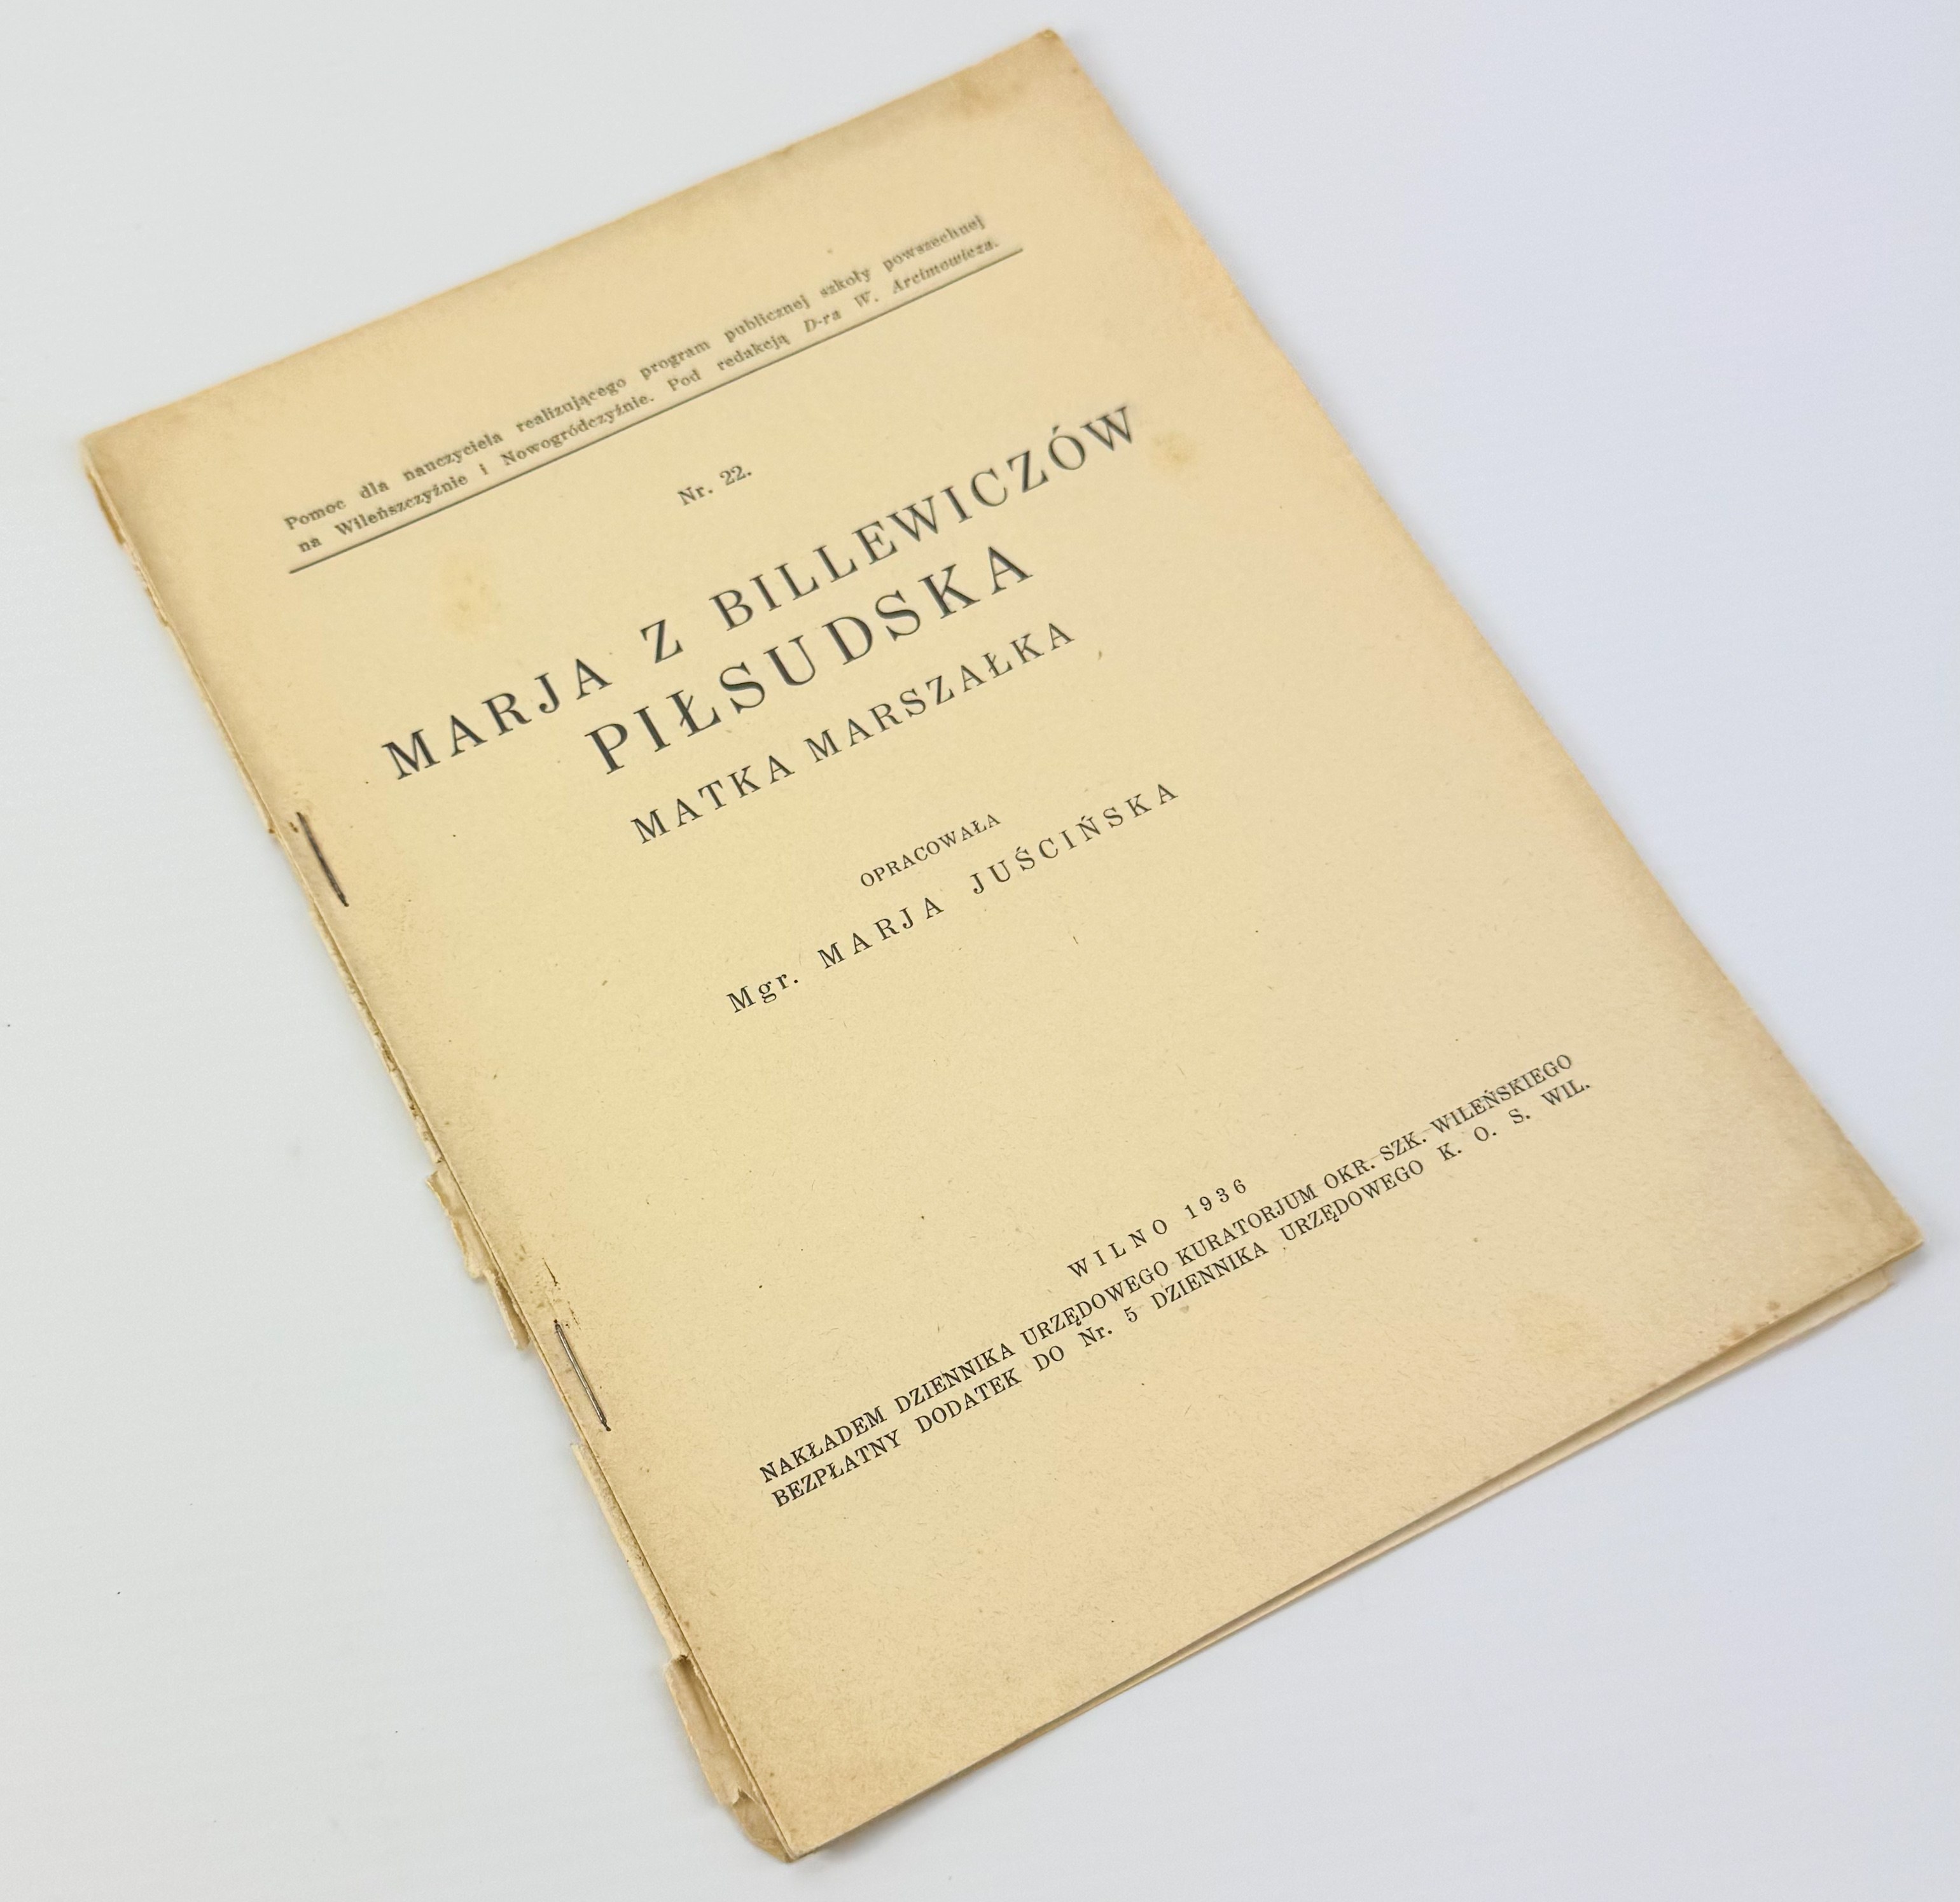 Pomoc dla nauczyciela realizującego program publicznej szkoły powszechnej
na Wileńszczyźnie i Nowogródczyźnie. Pod redakcją D-ra W. Arcimowicza.
Nr. 22.
MARJA Z BILLEWICZÓW
PIŁSUDSKA
MATKA MARSZAŁKA
OPRACOWAŁA
Mgr. MARJA JUŚCIŃSKA
WILNO 1936
NAKŁADEM DZIENNIKA URZĘDOWEGO KURATORJUM OKR. SZK. WILEŃSKIEGO
BEZPŁATNY DODATEK DO Nr. 5 DZIENNIKA URZĘDOWEGO K. O. S. WIL.